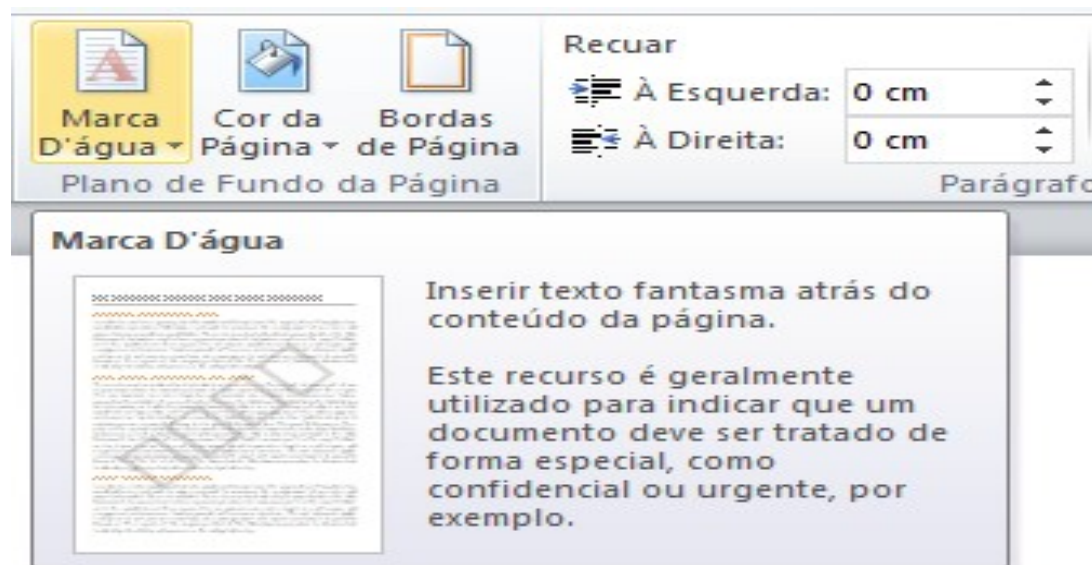 Marca D'água
Cor da Página
Bordas de Página
Plano de Fundo da Página
Recuar
À Esquerda: 0 cm
À Direita: 0 cm
Parágrafo
Marca D'água
Inserir texto fantasma atrás do
conteúdo da página.
Este recurso é geralmente
utilizado para indicar que um
documento deve ser tratado de
forma especial, como
confidencial ou urgente, por
exemplo.